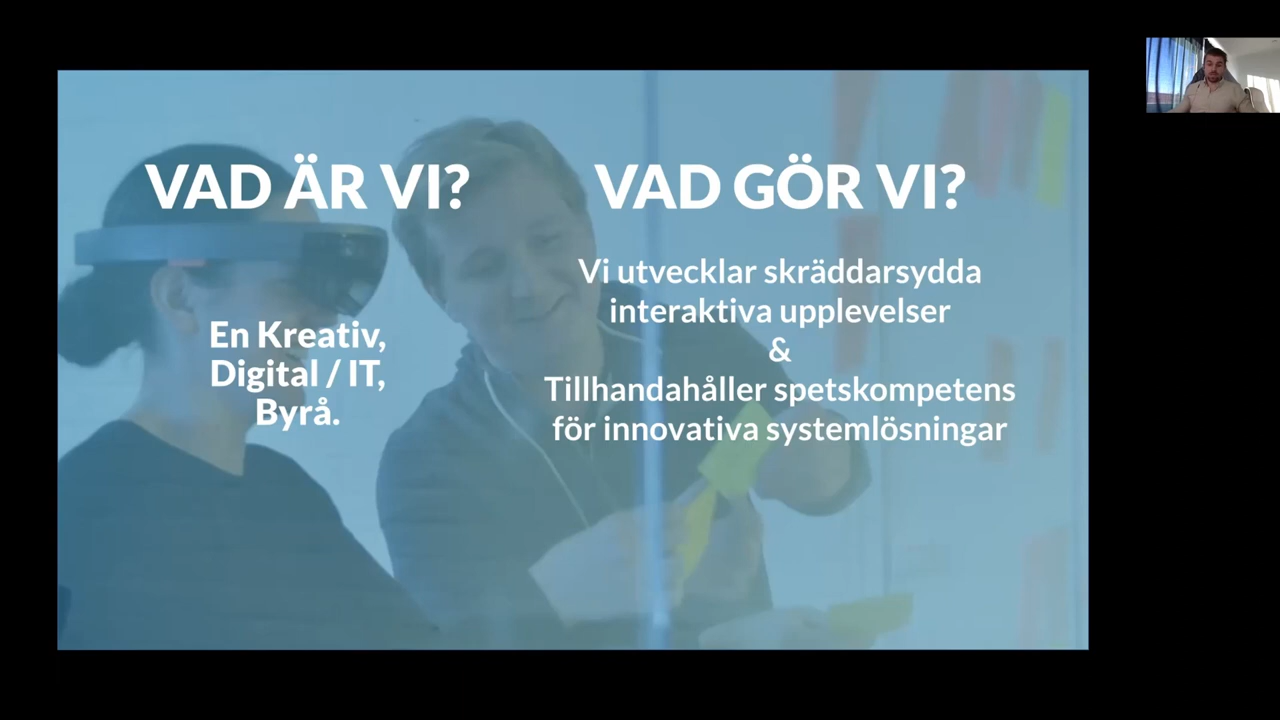 VAD ÄR VI?
En Kreativ,
Digital / IT,
Byrå.
VAD GÖR VI?
Vi utvecklar skräddarsydda
interaktiva upplevelser
&
Tillhandahåller spetskompetens
för innovativa systemlösningar